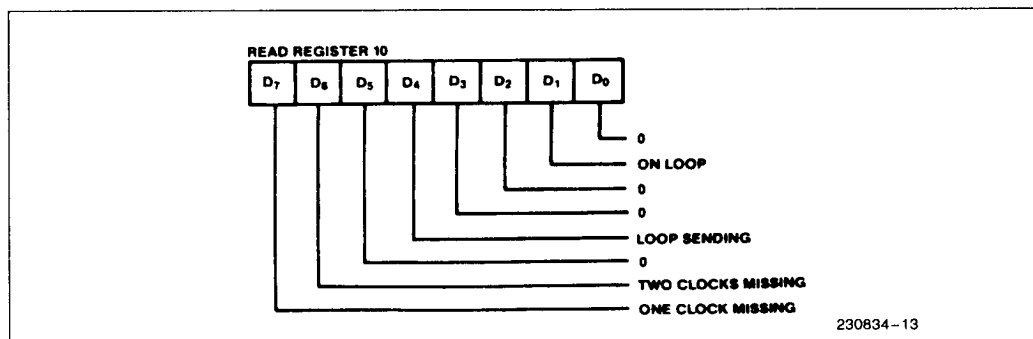 READ REGISTER 10
D7 D6 D5 D4 D3 D2 D1 D0
0
ON LOOP
0
0
LOOP SENDING
0
TWO CLOCKS MISSING
ONE CLOCK MISSING
230834-13